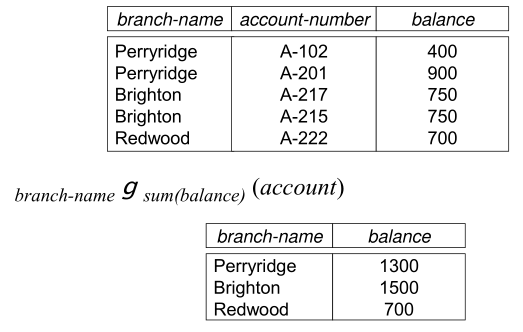 branch-name account-number balance
Perryridge A-102 400
Perryridge A-201 900
Brighton A-217 750
Brighton A-215 750
Redwood A-222 700
branch-name g sum(balance) (account)
branch-name balance
Perryridge 1300
Brighton 1500
Redwood 700